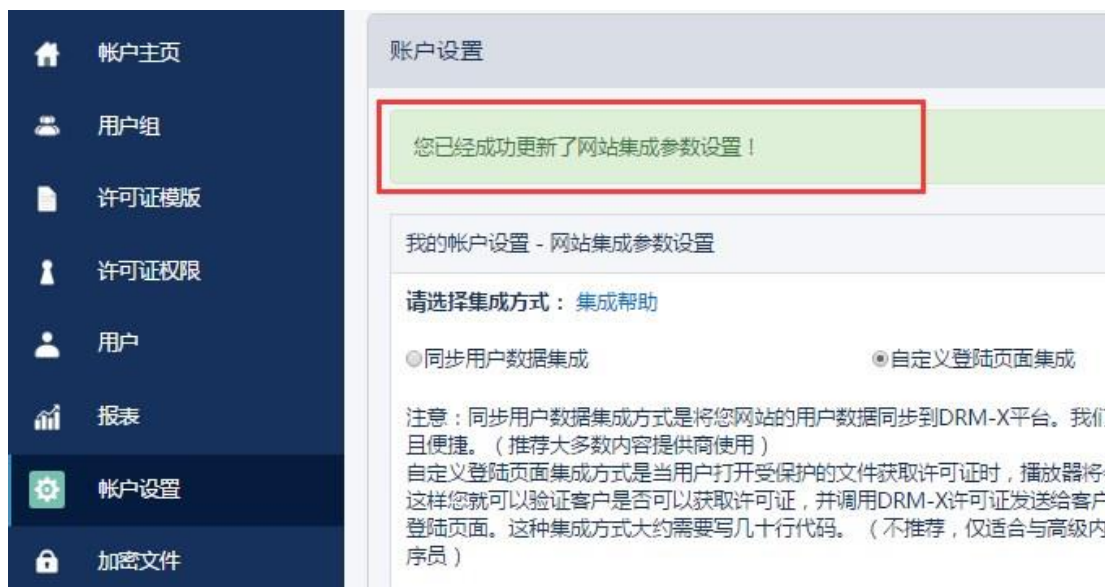 帐户主页
用户组
许可证模版
许可证权限
用户
报表
帐户设置
加密文件
账户设置
您已经成功更新了网站集成参数设置！
我的帐户设置 - 网站集成参数设置
请选择集成方式： 集成帮助
同步用户数据集成 自定义登陆页面集成
注意：同步用户数据集成方式是将您网站的用户数据同步到DRM-X平台。我们
且便捷。（推荐大多数内容提供商使用）
自定义登陆页面集成方式是当用户打开受保护的文件获取许可证时，播放器将
这样您就可以验证客户是否可以获取许可证，并调用DRM-X许可证发送给客户
登陆页面。这种集成方式大约需要写几十行代码。（不推荐，仅适合与高级内
序员）